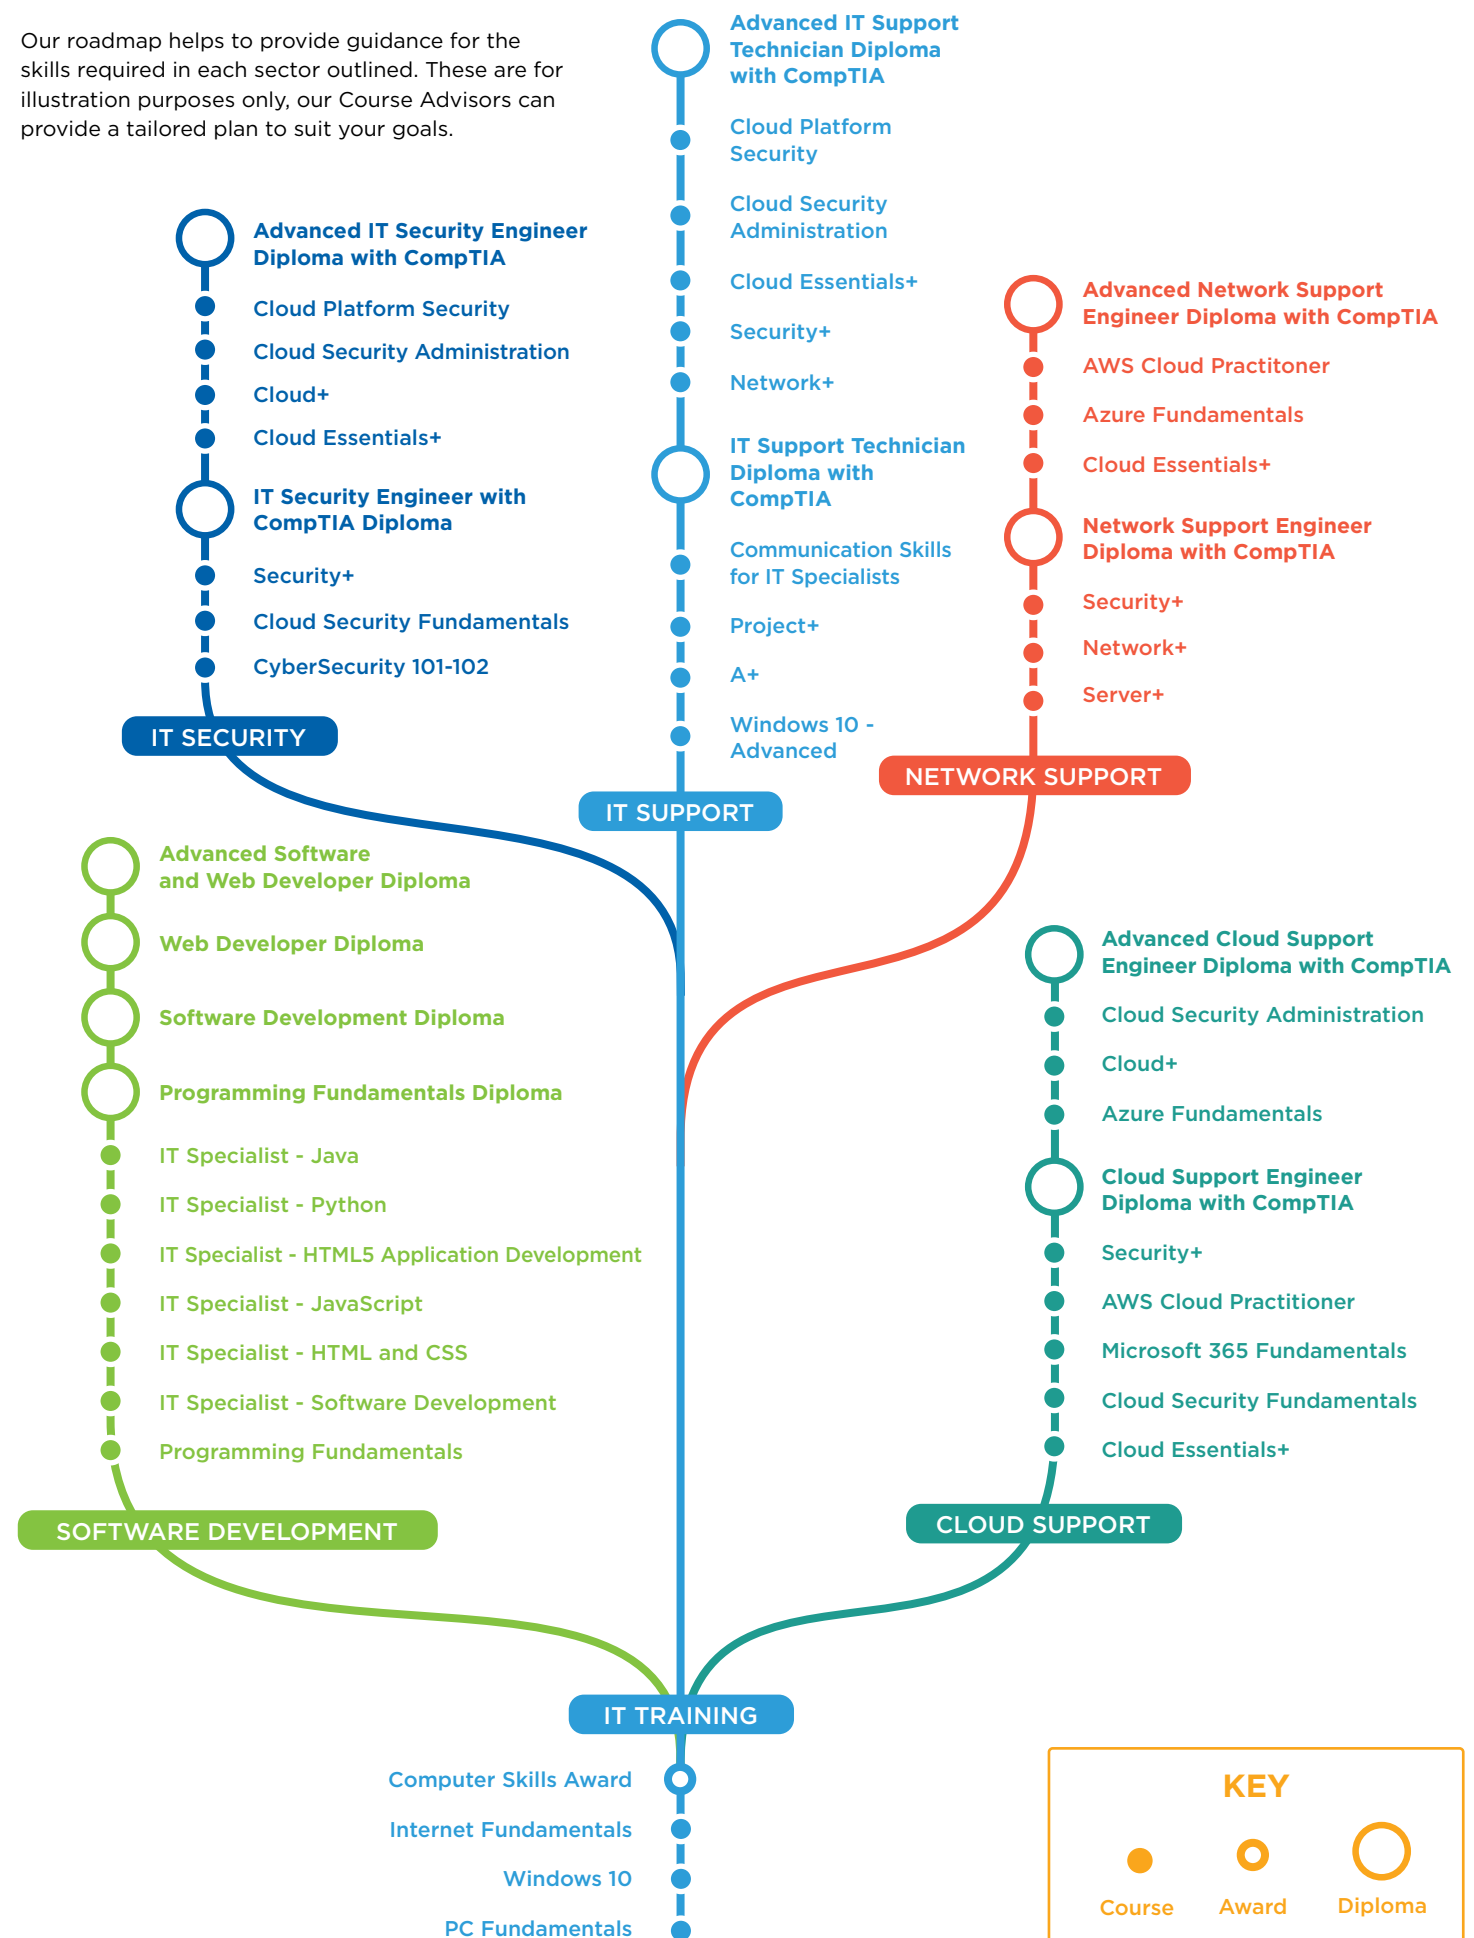 Our roadmap helps to provide guidance for the
skills required in each sector outlined. These are for
illustration purposes only, our Course Advisors can
provide a tailored plan to suit your goals.
Advanced IT Support
Technician Diploma
with CompTIA
Cloud Platform
Security
Cloud Security
Administration
Cloud Essentials+
Security+
Network+
IT Support Technician
Diploma with
CompTIA
Communication Skills
for IT Specialists
Project+
A+
Windows 10 -
Advanced
IT SUPPORT
Advanced IT Security Engineer
Diploma with CompTIA
Cloud Platform Security
Cloud Security Administration
Cloud+
Cloud Essentials+
IT Security Engineer with
CompTIA Diploma
Security+
Cloud Security Fundamentals
CyberSecurity 101-102
IT SECURITY
Advanced Network Support
Engineer Diploma with CompTIA
AWS Cloud Practitoner
Azure Fundamentals
Cloud Essentials+
Network Support Engineer
Diploma with CompTIA
Security+
Network+
Server+
NETWORK SUPPORT
Advanced Software
and Web Developer Diploma
Web Developer Diploma
Software Development Diploma
Programming Fundamentals Diploma
IT Specialist - Java
IT Specialist - Python
IT Specialist - HTML5 Application Development
IT Specialist - JavaScript
IT Specialist - HTML and CSS
IT Specialist - Software Development
Programming Fundamentals
SOFTWARE DEVELOPMENT
Advanced Cloud Support
Engineer Diploma with CompTIA
Cloud Security Administration
Cloud+
Azure Fundamentals
Cloud Support Engineer
Diploma with CompTIA
Security+
AWS Cloud Practitioner
Microsoft 365 Fundamentals
Cloud Security Fundamentals
Cloud Essentials+
CLOUD SUPPORT
IT TRAINING
Computer Skills Award
Internet Fundamentals
Windows 10
PC Fundamentals
KEY
Course
Award
Diploma